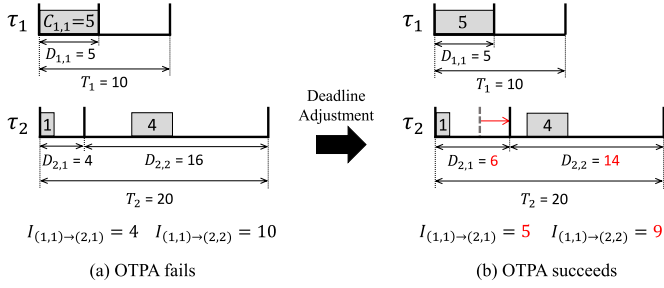 τ₁ C₁,₁=5
D₁,₁ = 5
T₁ = 10
τ₂ 1 4
D₂,₁ = 4 D₂,₂ = 16
T₂ = 20
I₍₁,₁₎→₍₂,₁₎ = 4 I₍₁,₁₎→₍₂,₂₎ = 10
(a) OTPA fails
Deadline
Adjustment
τ₁ 5
D₁,₁ = 5
T₁ = 10
τ₂ 1 4
D₂,₁ = 6 D₂,₂ = 14
T₂ = 20
I₍₁,₁₎→₍₂,₁₎ = 5 I₍₁,₁₎→₍₂,₂₎ = 9
(b) OTPA succeeds